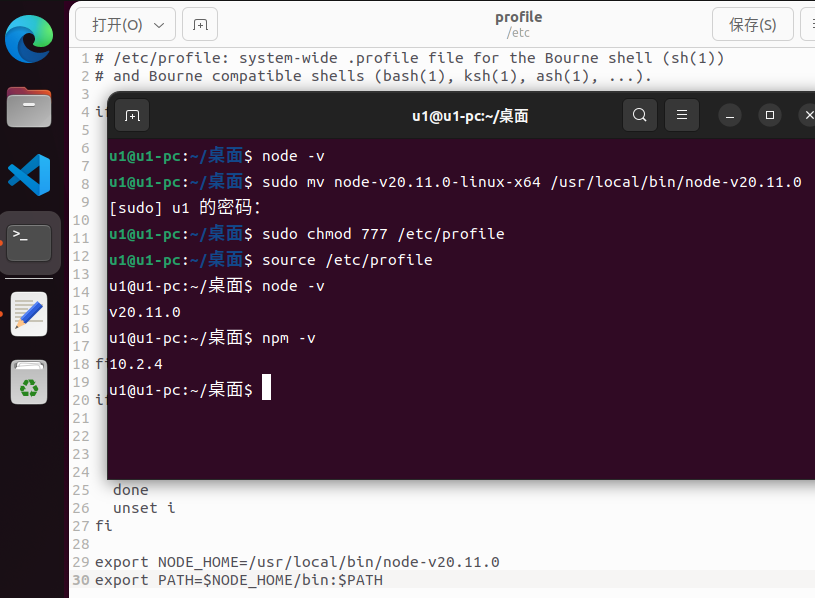 打开(O)
profile
/etc
保存(S)
1 # /etc/profile: system-wide .profile file for the Bourne shell (sh(1))
2 # and Bourne compatible shells (bash(1), ksh(1), ash(1), ...).
3
4
5
6
7
8
9
10
11
12
13
14
15
16
17
18
19
20
21
22
23
24
u1@u1-pc:~/桌面
u1@u1-pc:~/桌面$ node -v
u1@u1-pc:~/桌面$ sudo mv node-v20.11.0-linux-x64 /usr/local/bin/node-v20.11.0
[sudo] u1 的密码：
u1@u1-pc:~/桌面$ sudo chmod 777 /etc/profile
u1@u1-pc:~/桌面$ source /etc/profile
u1@u1-pc:~/桌面$ node -v
v20.11.0
u1@u1-pc:~/桌面$ npm -v
10.2.4
u1@u1-pc:~/桌面$
25 done
26 unset i
27 fi
28
29 export NODE_HOME=/usr/local/bin/node-v20.11.0
30 export PATH=$NODE_HOME/bin:$PATH